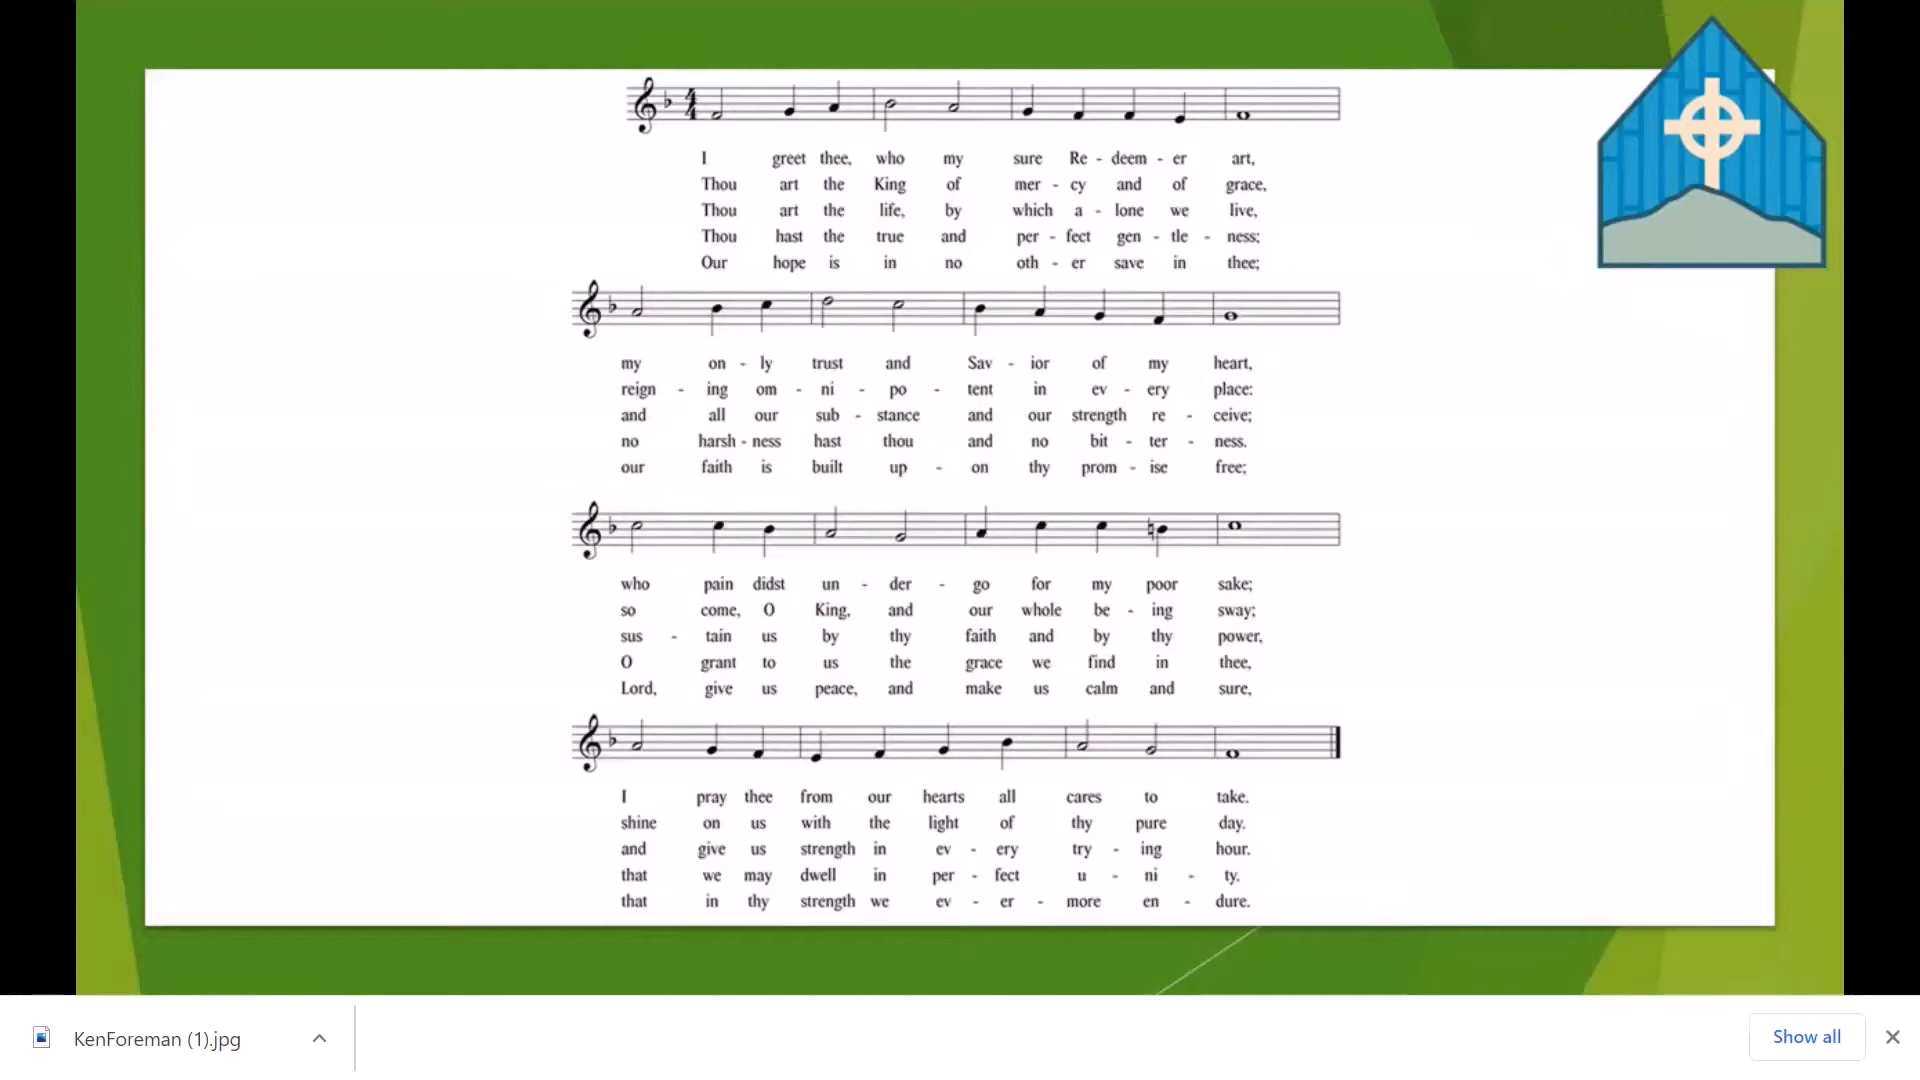 4
4
I greet thee, who my sure Re - deem - er art,
Thou art the King of mer - cy and of grace,
Thou art the life, by which a - lone we live,
Thou hast the true and per - fect gen - tle - ness;
Our hope is in no oth - er save in thee;
my on - ly trust and Sav - ior of my heart,
reign - ing om - ni - po - tent in ev - ery place:
and all our sub - stance and our strength re - ceive;
no harsh - ness hast thou and no bit - ter - ness.
our faith is built up - on thy prom - ise free;
who pain didst un - der - go for my poor sake;
so come, O King, and our whole be - ing sway;
sus - tain us by thy faith and by thy power,
O grant to us the grace we find in thee,
Lord, give us peace, and make us calm and sure,
I pray thee from our hearts all cares to take.
shine on us with the light of thy pure day.
and give us strength in ev - ery try - ing hour.
that we may dwell in per - fect u - ni - ty.
that in thy strength we ev - er - more en - dure.
KenForeman (1).jpg
Show all